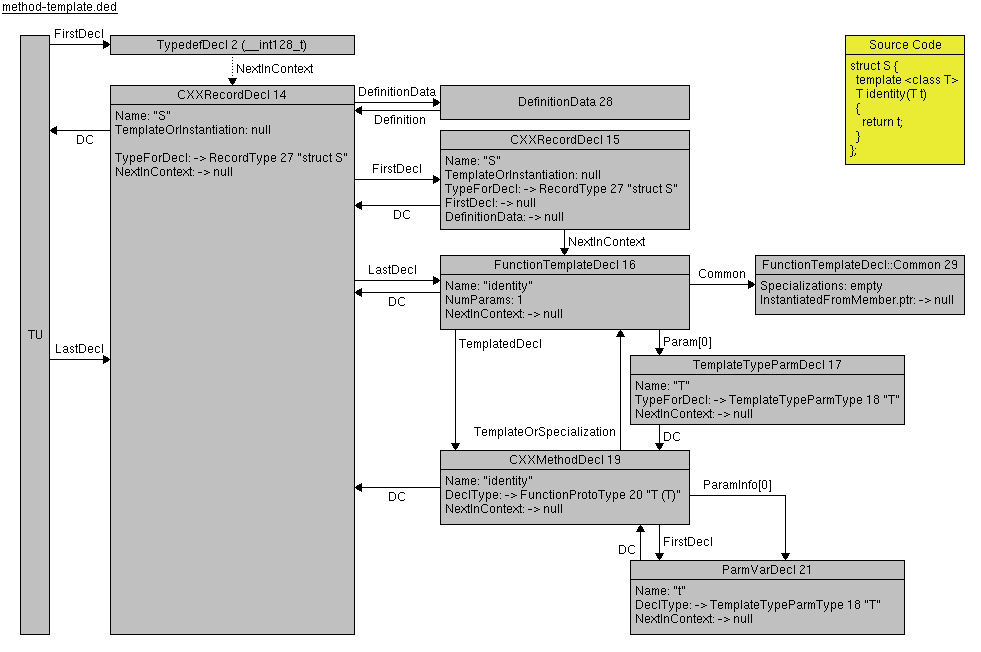 method-template.ded
FirstDecl
TypedefDecl 2 (__int128_t)
NextInContext
Source Code
struct S {
template <class T>
T identity(T t)
{
return t;
}
};
CXXRecordDecl 14
Name: "S"
TemplateOrInstantiation: null
TypeForDecl: -> RecordType 27 "struct S"
NextInContext: -> null
DC
DefinitionData
Definition
DefinitionData 28
CXXRecordDecl 15
Name: "S"
TemplateOrInstantiation: null
TypeForDecl: -> RecordType 27 "struct S"
FirstDecl: -> null
DefinitionData: -> null
FirstDecl
DC
NextInContext
LastDecl
DC
FunctionTemplateDecl 16
Name: "identity"
NumParams: 1
NextInContext: -> null
Common
FunctionTemplateDecl::Common 29
Specializations: empty
InstantiatedFromMember.ptr: -> null
TU
LastDecl
TemplatedDecl
Param[0]
TemplateTypeParmDecl 17
Name: "T"
TypeForDecl: -> TemplateTypeParmType 18 "T"
NextInContext: -> null
TemplateOrSpecialization
DC
CXXMethodDecl 19
Name: "identity"
DeclType: -> FunctionProtoType 20 "T (T)"
NextInContext: -> null
DC
ParamInfo[0]
DC
FirstDecl
ParmVarDecl 21
Name: "t"
DeclType: -> TemplateTypeParmType 18 "T"
NextInContext: -> null